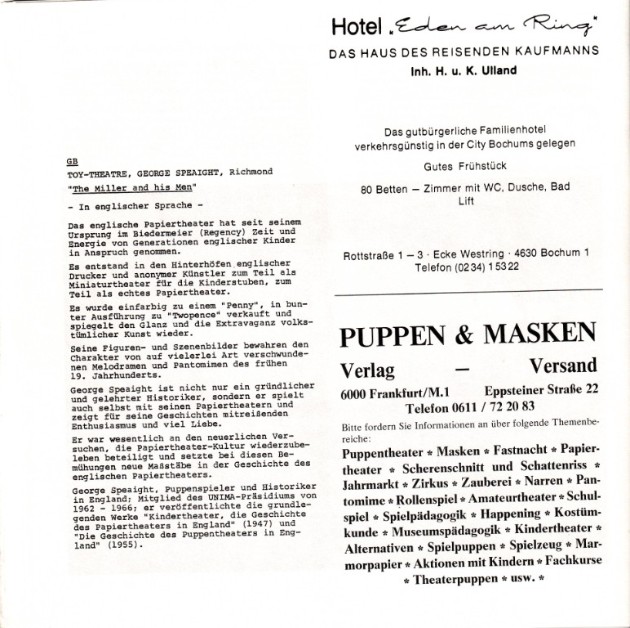 GB
TOY-THEATRE, GEORGE SPEAIGHT, Richmond
"The Miller and his Men"
- In englischer Sprache -
Das englische Papiertheater hat seit seinem
Ursprung im Biedermeier (Regency) Zeit und
Energie von Generationen englischer Kinder
in Anspruch genommen.
Es entstand in den Hinterhöfen englischer
Drucker und anonymer Künstler zum Teil als
Miniaturtheater für die Kinderstuben, zum
Teil als echtes Papiertheater.
Es wurde einfarbig zu einem "Penny", in bun-
ter Ausführung zu "Twopence" verkauft und
spiegelt den Glanz und die Extravaganz volks-
tümlicher Kunst wieder.
Seine Figuren- und Szenenbilder bewahren den
Charakter von auf vielerlei Art verschwunde-
nen Melodramen und Pantomimen des frühen
19. Jahrhunderts.
George Speaight ist nicht nur ein gründlicher
und gelehrter Historiker, sondern er spielt
auch selbst mit seinen Papiertheatern und
zeigt für seine Geschichten mitreißenden
Enthusiasmus und viel Liebe.
Er war wesentlich an den neuerlichen Ver-
suchen, die Papiertheater-Kultur wiederzube-
leben beteiligt und setzte bei diesen Be-
mühungen neue Maßstäbe in der Geschichte des
englischen Papiertheaters.
George Speaight, Puppenspieler und Historiker
in England; Mitglied des UNIMA-Präsidiums von
1962 - 1966; er veröffentlichte die grundle-
genden Werke "Kindertheater, die Geschichte
des Papiertheaters in England" (1947) und
"Die Geschichte des Puppentheaters in Eng-
land" (1955).
Hotel „Eden am Ring"
DAS HAUS DES REISENDEN KAUFMANNS
Inh. H. u. K. Ulland
Das gutbürgerliche Familienhotel
verkehrsgünstig in der City Bochums gelegen
Gutes Frühstück
80 Betten – Zimmer mit WC, Dusche, Bad
Lift
Rottstraße 1 – 3 · Ecke Westring · 4630 Bochum 1
Telefon (0234) 15322
PUPPEN & MASKEN
Verlag — Versand
6000 Frankfurt/M.1 Eppsteiner Straße 22
Telefon 0611 / 72 20 83
Bitte fordern Sie Informationen an über folgende Themenbe-
reiche:
Puppentheater * Masken * Fastnacht * Papier-
theater * Scherenschnitt und Schattenriss *
Jahrmarkt * Zirkus * Zauberei * Narren * Pan-
tomime * Rollenspiel * Amateurtheater * Schul-
spiel * Spielpädagogik * Happening * Kostüm-
kunde * Museumspädagogik * Kindertheater *
Alternativen * Spielpuppen * Spielzeug * Mar-
morpapier * Aktionen mit Kindern * Fachkurse
* Theaterpuppen * usw. *